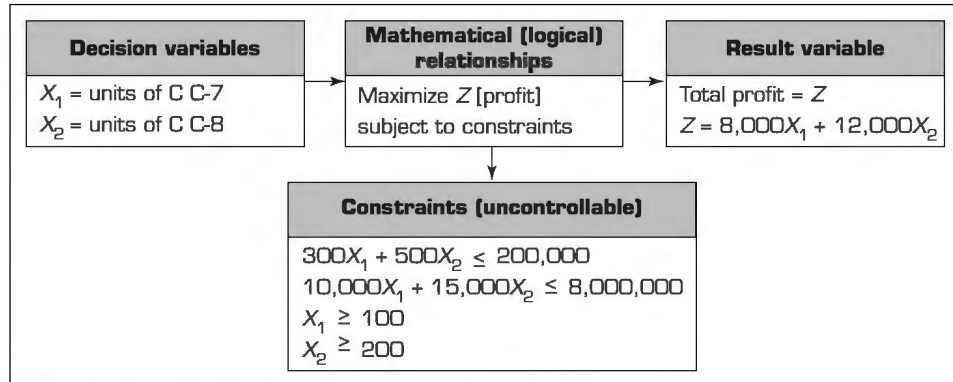 Decision variables
X₁ = units of C C-7
X₂ = units of C C-8
Mathematical (logical)
relationships
Maximize Z [profit]
subject to constraints
Result variable
Total profit = Z
Z = 8,000X₁ + 12,000X₂
Constraints (uncontrollable)
300X₁ + 500X₂ ≤ 200,000
10,000X₁ + 15,000X₂ ≤ 8,000,000
X₁ ≥ 100
X₂ ≥ 200